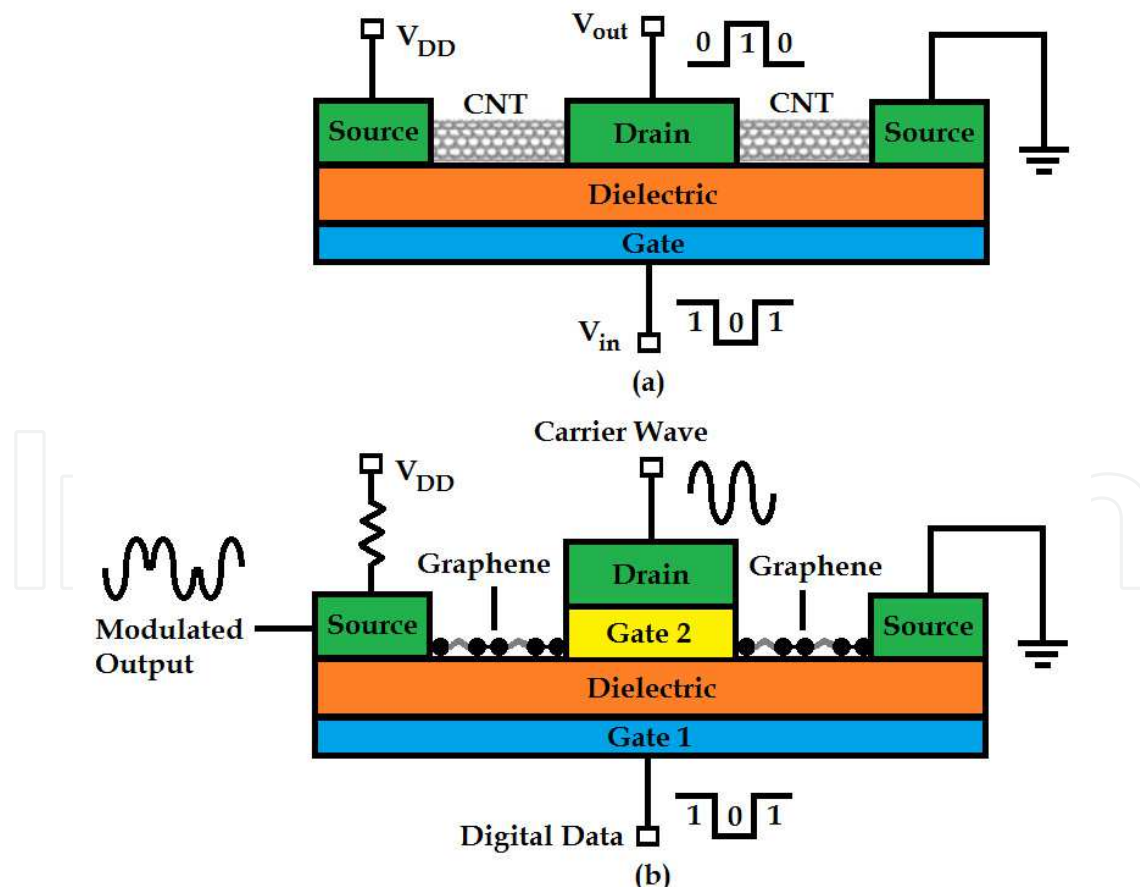 V_DD
V_out
0 1 0
CNT
CNT
Source
Drain
Source
Dielectric
Gate
1 0 1
V_in
(a)
Carrier Wave
V_DD
Graphene
Graphene
Drain
Source
Gate 2
Source
Modulated
Output
Dielectric
Gate 1
1 0 1
Digital Data
(b)